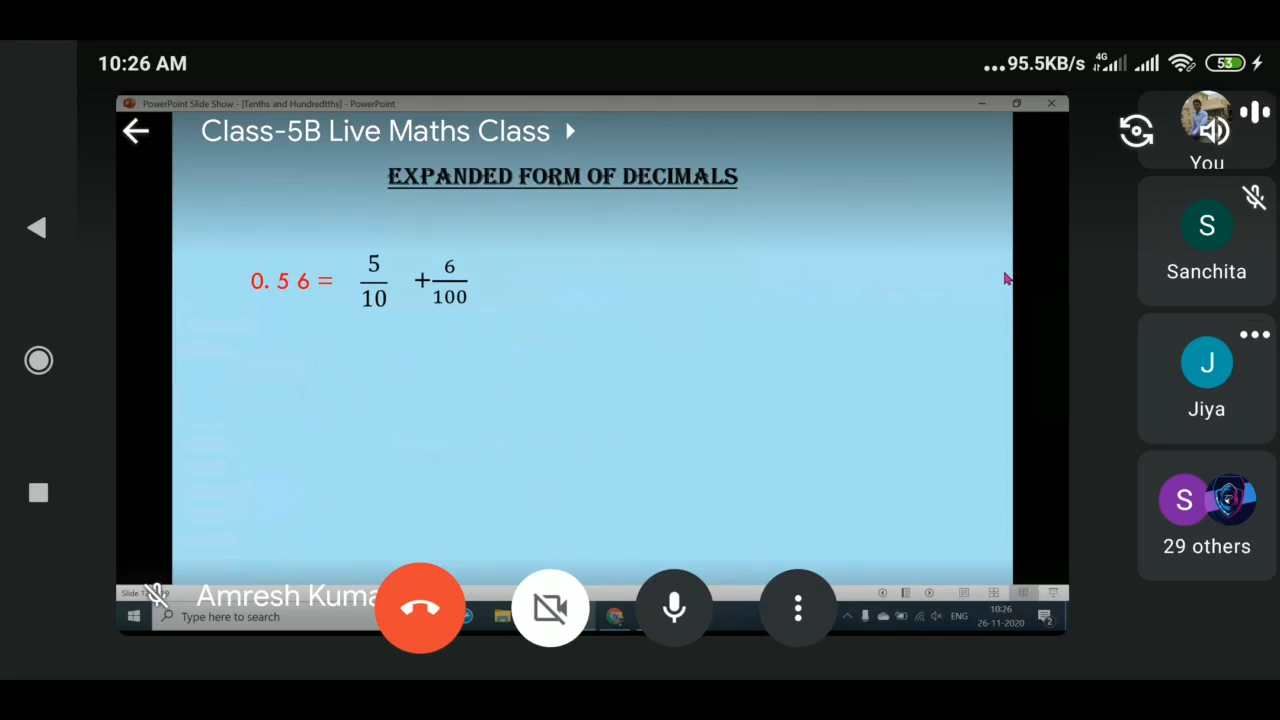 10:26 AM
...95.5KB/s 4G 53
PowerPoint Slide Show - [Tenths and Hundredtths] - PowerPoint
Class-5B Live Maths Class
You
EXPANDED FORM OF DECIMALS
S
Sanchita
0. 5 6 = 5/10 + 6/100
J
Jiya
S
29 others
Amresh Kuma
Type here to search
ENG
10:26
26-11-2020
2